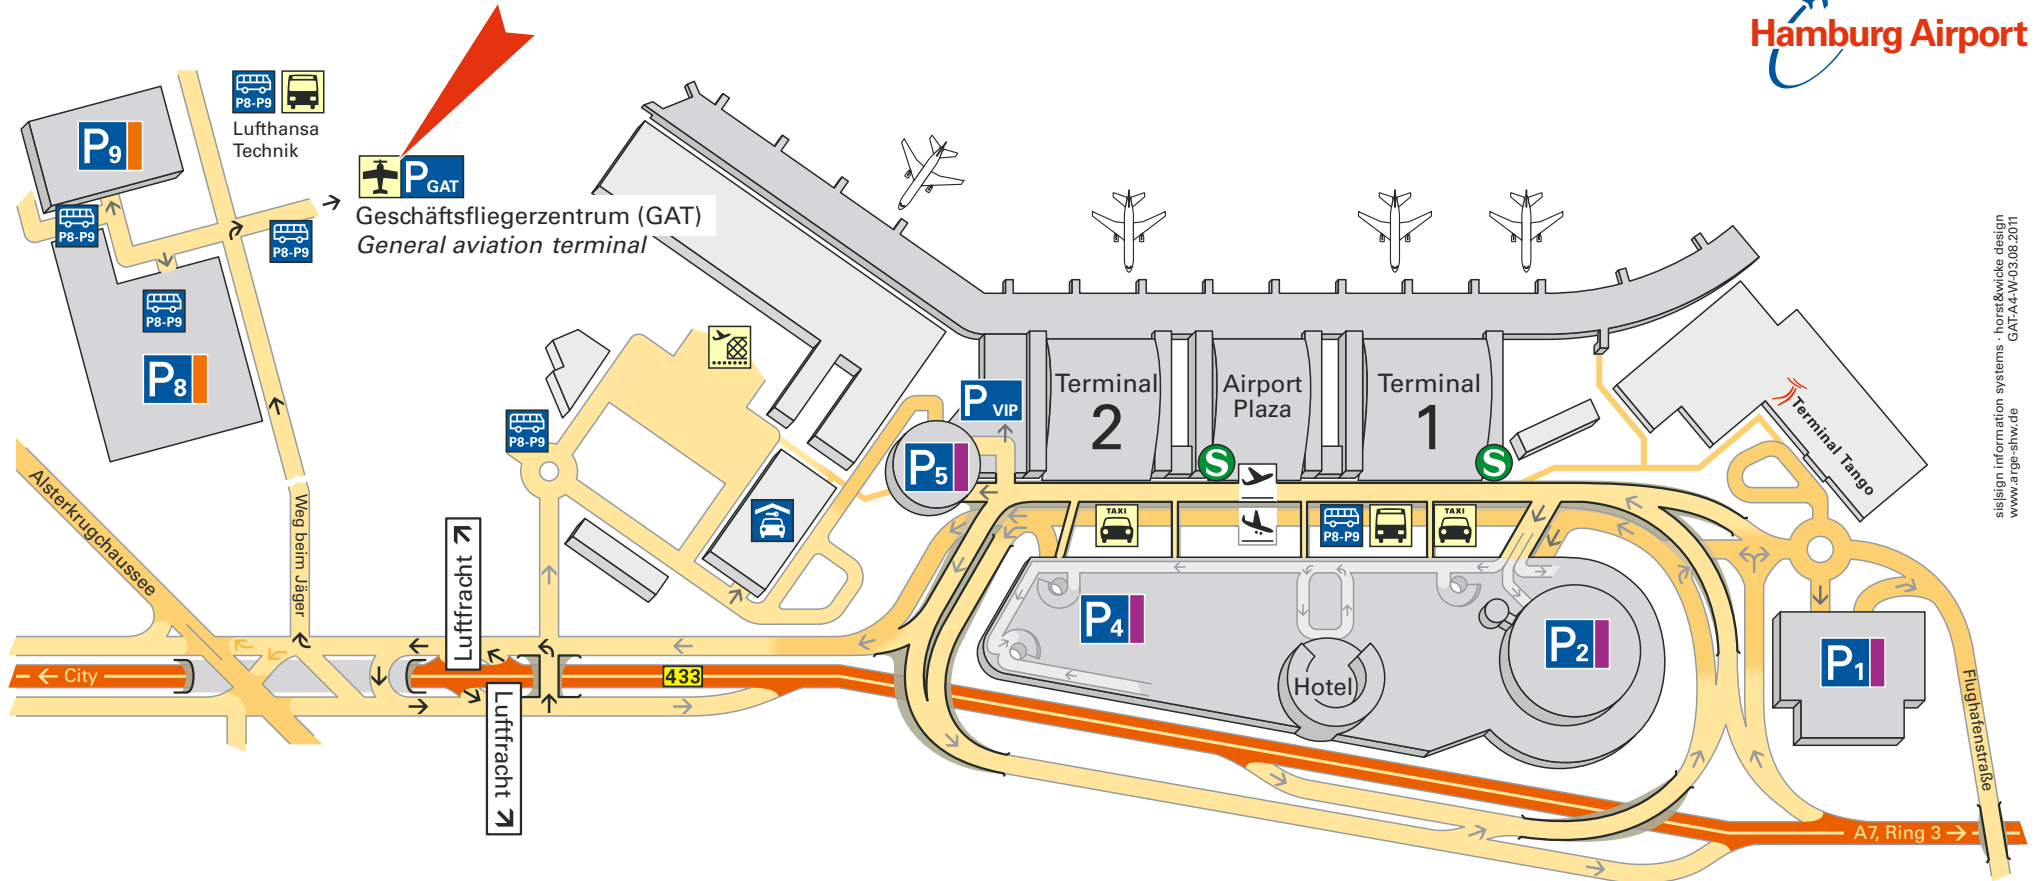 Hamburg Airport
P8-P9
Lufthansa
Technik
P9
P GAT
Geschäftsfliegerzentrum (GAT)
General aviation terminal
P8-P9
P8-P9
P8-P9
P8
P8-P9
Alsterkrugchaussee
Weg beim Jäger
Luftfracht
Luftfracht
City
433
P5
P VIP
Terminal
2
Airport
Plaza
Terminal
1
S
S
TAXI
P8-P9
TAXI
Terminal Tango
P4
Hotel
P2
P1
Flughafenstraße
A7, Ring 3
sis|sign information systems · horst&wicke design
www.arge-shw.de GAT-A4-W-03.08.2011